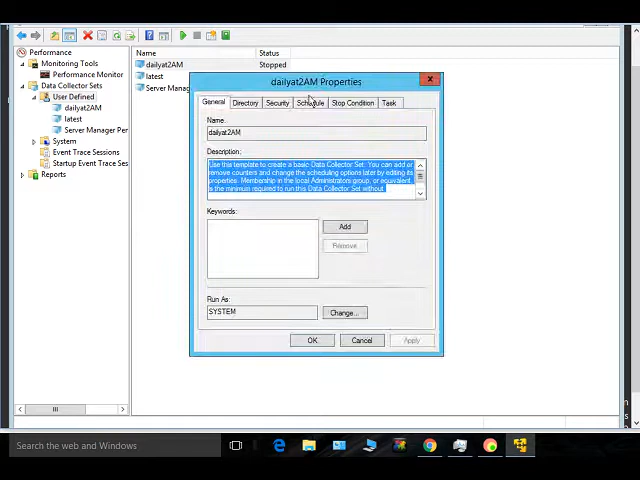 Performance
Monitoring Tools
Performance Monitor
Data Collector Sets
User Defined
dailyat2AM
latest
Server Manager Per
System
Event Trace Sessions
Startup Event Trace Ses
Reports
Name Status
dailyat2AM Stopped
latest
Server Manag
dailyat2AM Properties
General Directory Security Schedule Stop Condition Task
Name:
dailyat2AM
Description:
Use this template to create a basic Data Collector Set. You can add or
remove counters and change the scheduling options later by editing its
properties. Membership in the local Administrators group, or equivalent,
is the minimum required to run this Data Collector Set without
Keywords:
Add
Remove
Run As:
SYSTEM
Change...
OK Cancel Apply
Search the web and Windows